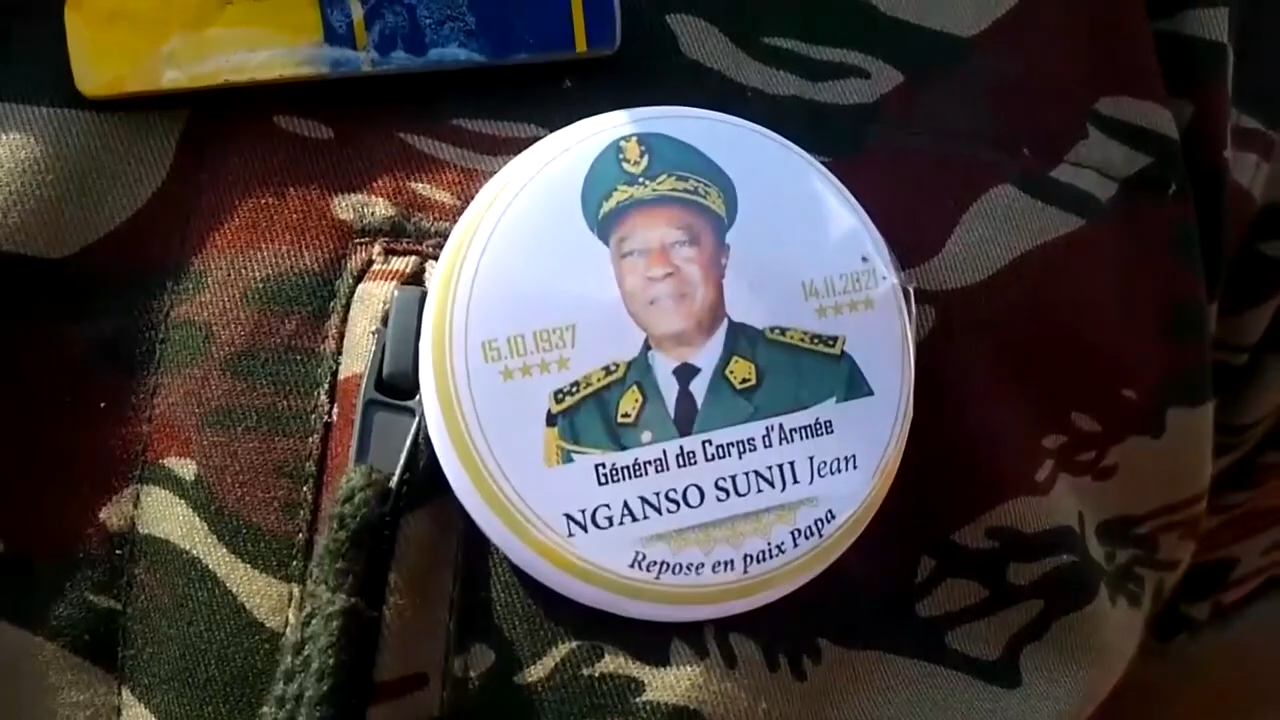 15.10.1937
14.11.2021
Général de Corps d'Armée
NGANSO SUNJI Jean
Repose en paix Papa